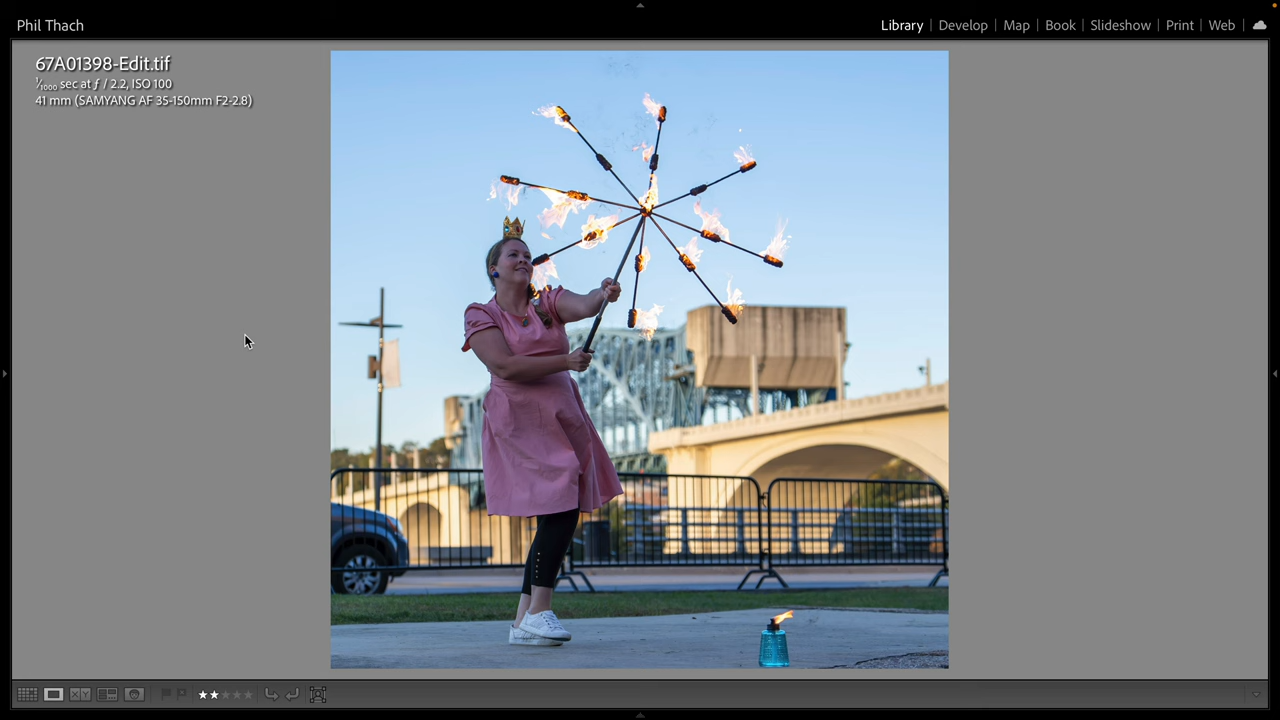 Phil Thach
Library | Develop | Map | Book | Slideshow | Print | Web
67A01398-Edit.tif
1/1000 sec at ƒ / 2.2, ISO 100
41 mm (SAMYANG AF 35-150mm F2-2.8)
XY